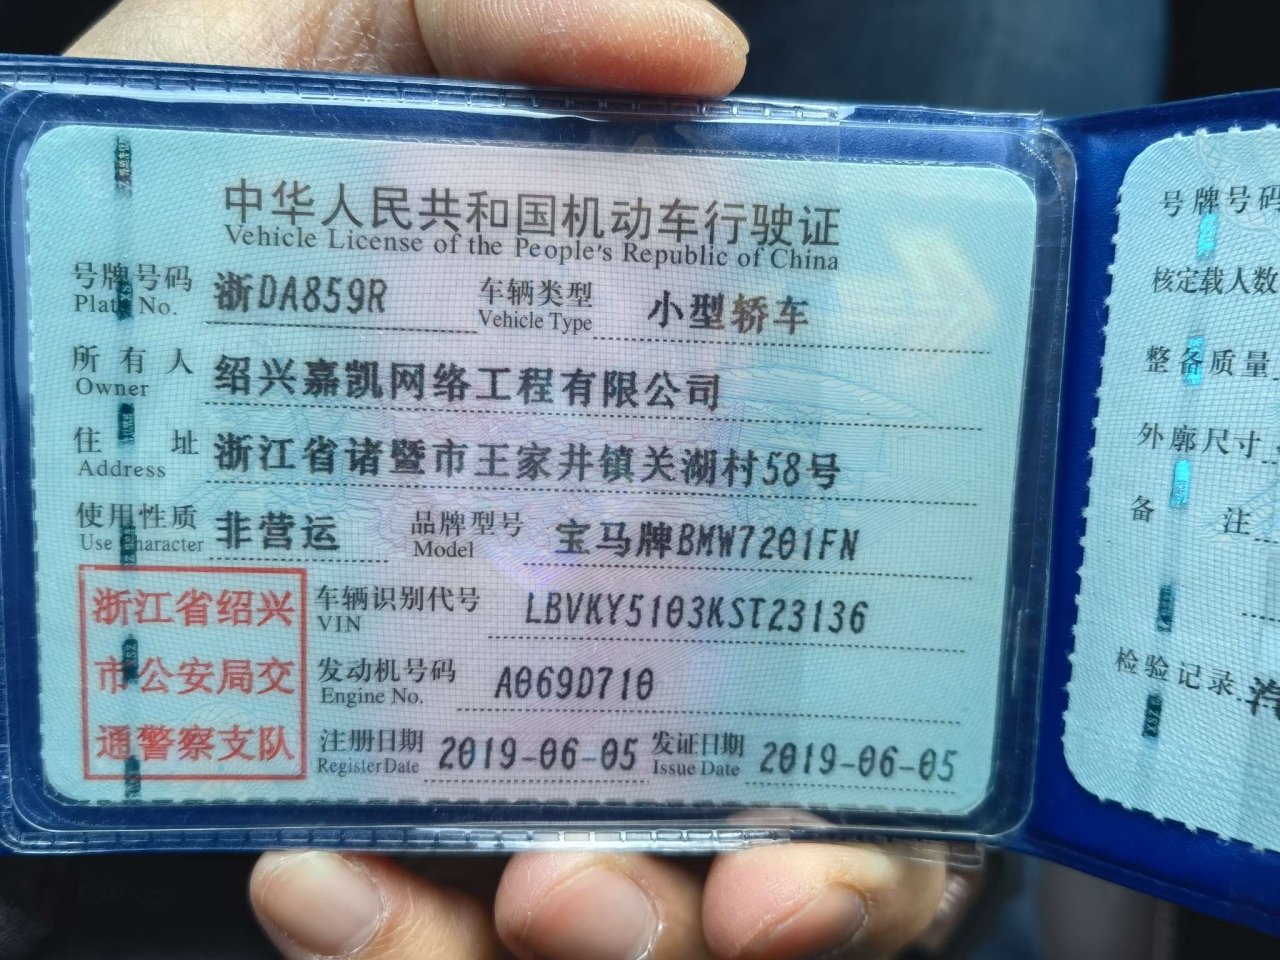 中华人民共和国机动车行驶证
Vehicle License of the People's Republic of China
号牌号码 浙DA859R 车辆类型 小型轿车
Plate No. Vehicle Type
所有人 绍兴嘉凯网络工程有限公司
Owner
住址 浙江省诸暨市王家井镇关湖村58号
Address
使用性质 非营运 品牌型号 宝马牌BMW7201FN
Use Character Model
浙江省绍兴
市公安局交
通警察支队
车辆识别代号 LBVKY5103KST23136
VIN
发动机号码 A069D710
Engine No.
注册日期 2019-06-05 发证日期 2019-06-05
Register Date Issue Date
号牌号码
核定载人数
整备质量
外廓尺寸
备注
检验记录